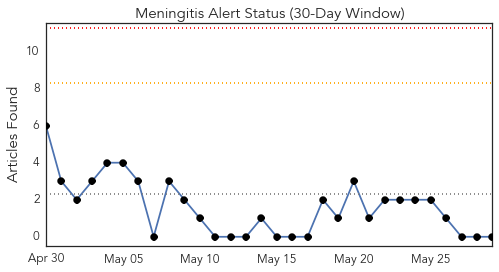 Meningitis Alert Status (30-Day Window)
Articles Found
10
8
6
4
2
0
Apr 30
May 05
May 10
May 15
May 20
May 25